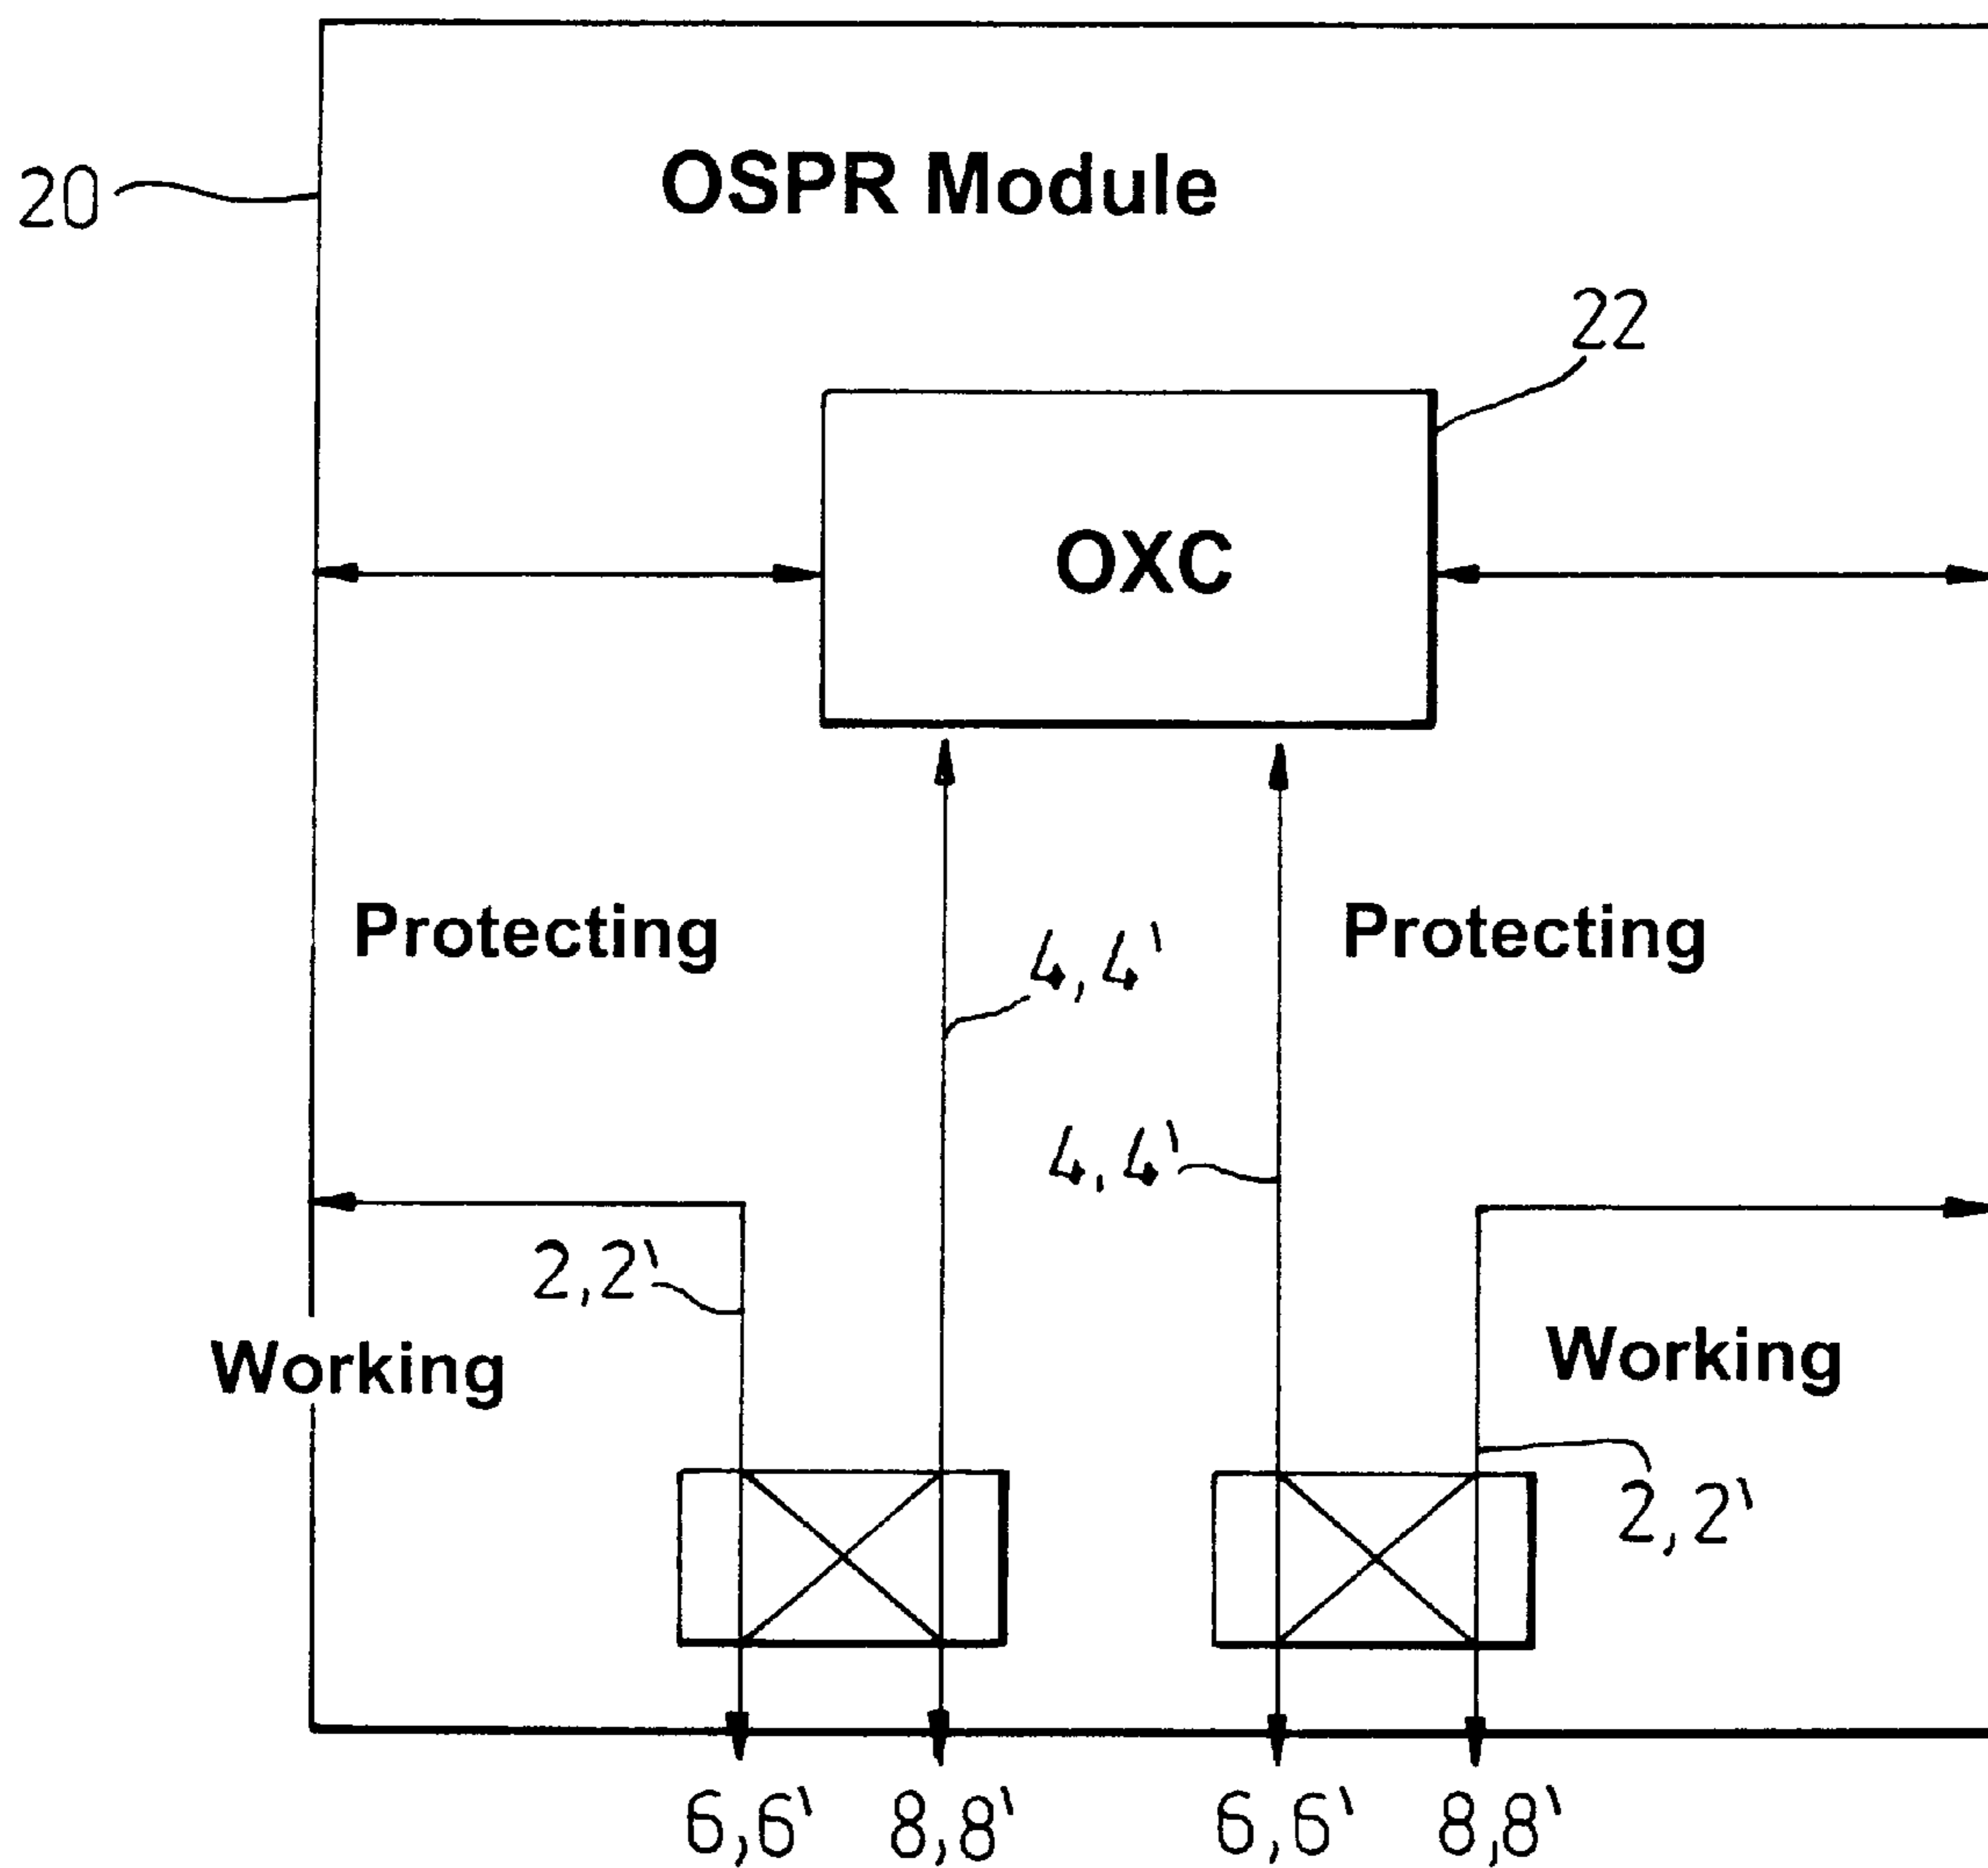 20
OSPR Module
22
OXC
Protecting
4,4'
Protecting
4,4'
2,2'
Working
Working
2,2'
6,6'
8,8'
6,6'
8,8'